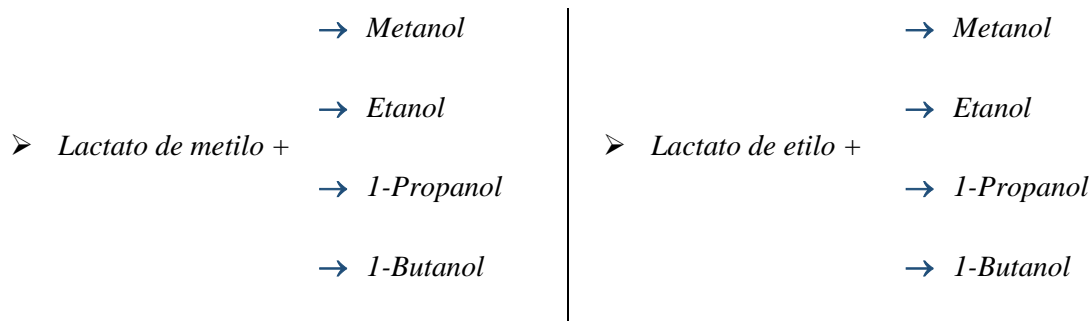 → Metanol
→ Etanol
➢ Lactato de metilo +
→ 1-Propanol
→ 1-Butanol
→ Metanol
→ Etanol
➢ Lactato de etilo +
→ 1-Propanol
→ 1-Butanol